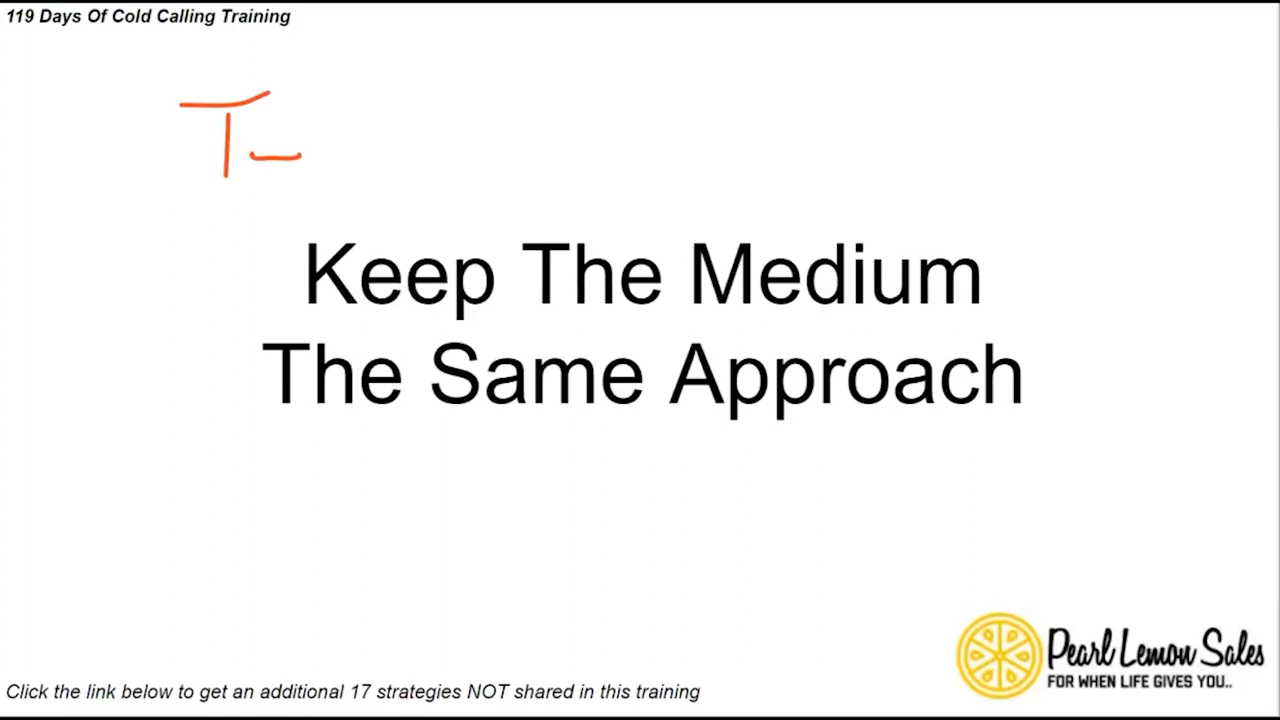 119 Days Of Cold Calling Training
T
Keep The Medium
The Same Approach
Pearl Lemon Sales
FOR WHEN LIFE GIVES YOU..
Click the link below to get an additional 17 strategies NOT shared in this training